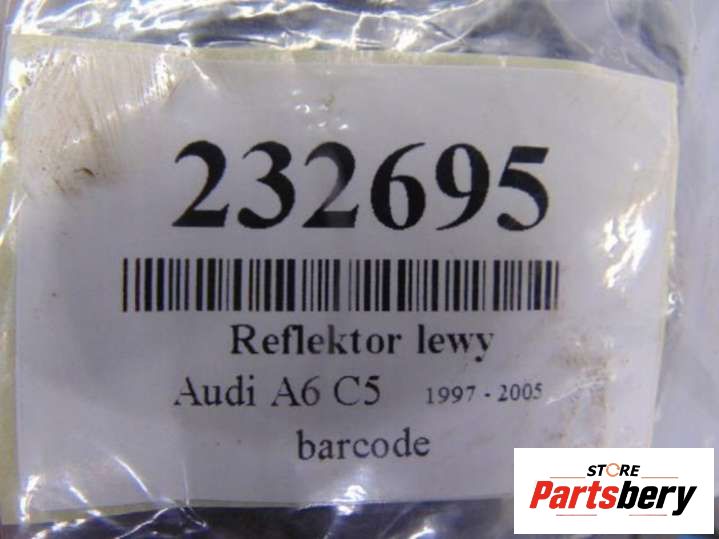 232695
Reflektor lewy
Audi A6 C5 1997 - 2005
barcode
STORE
Partsbery